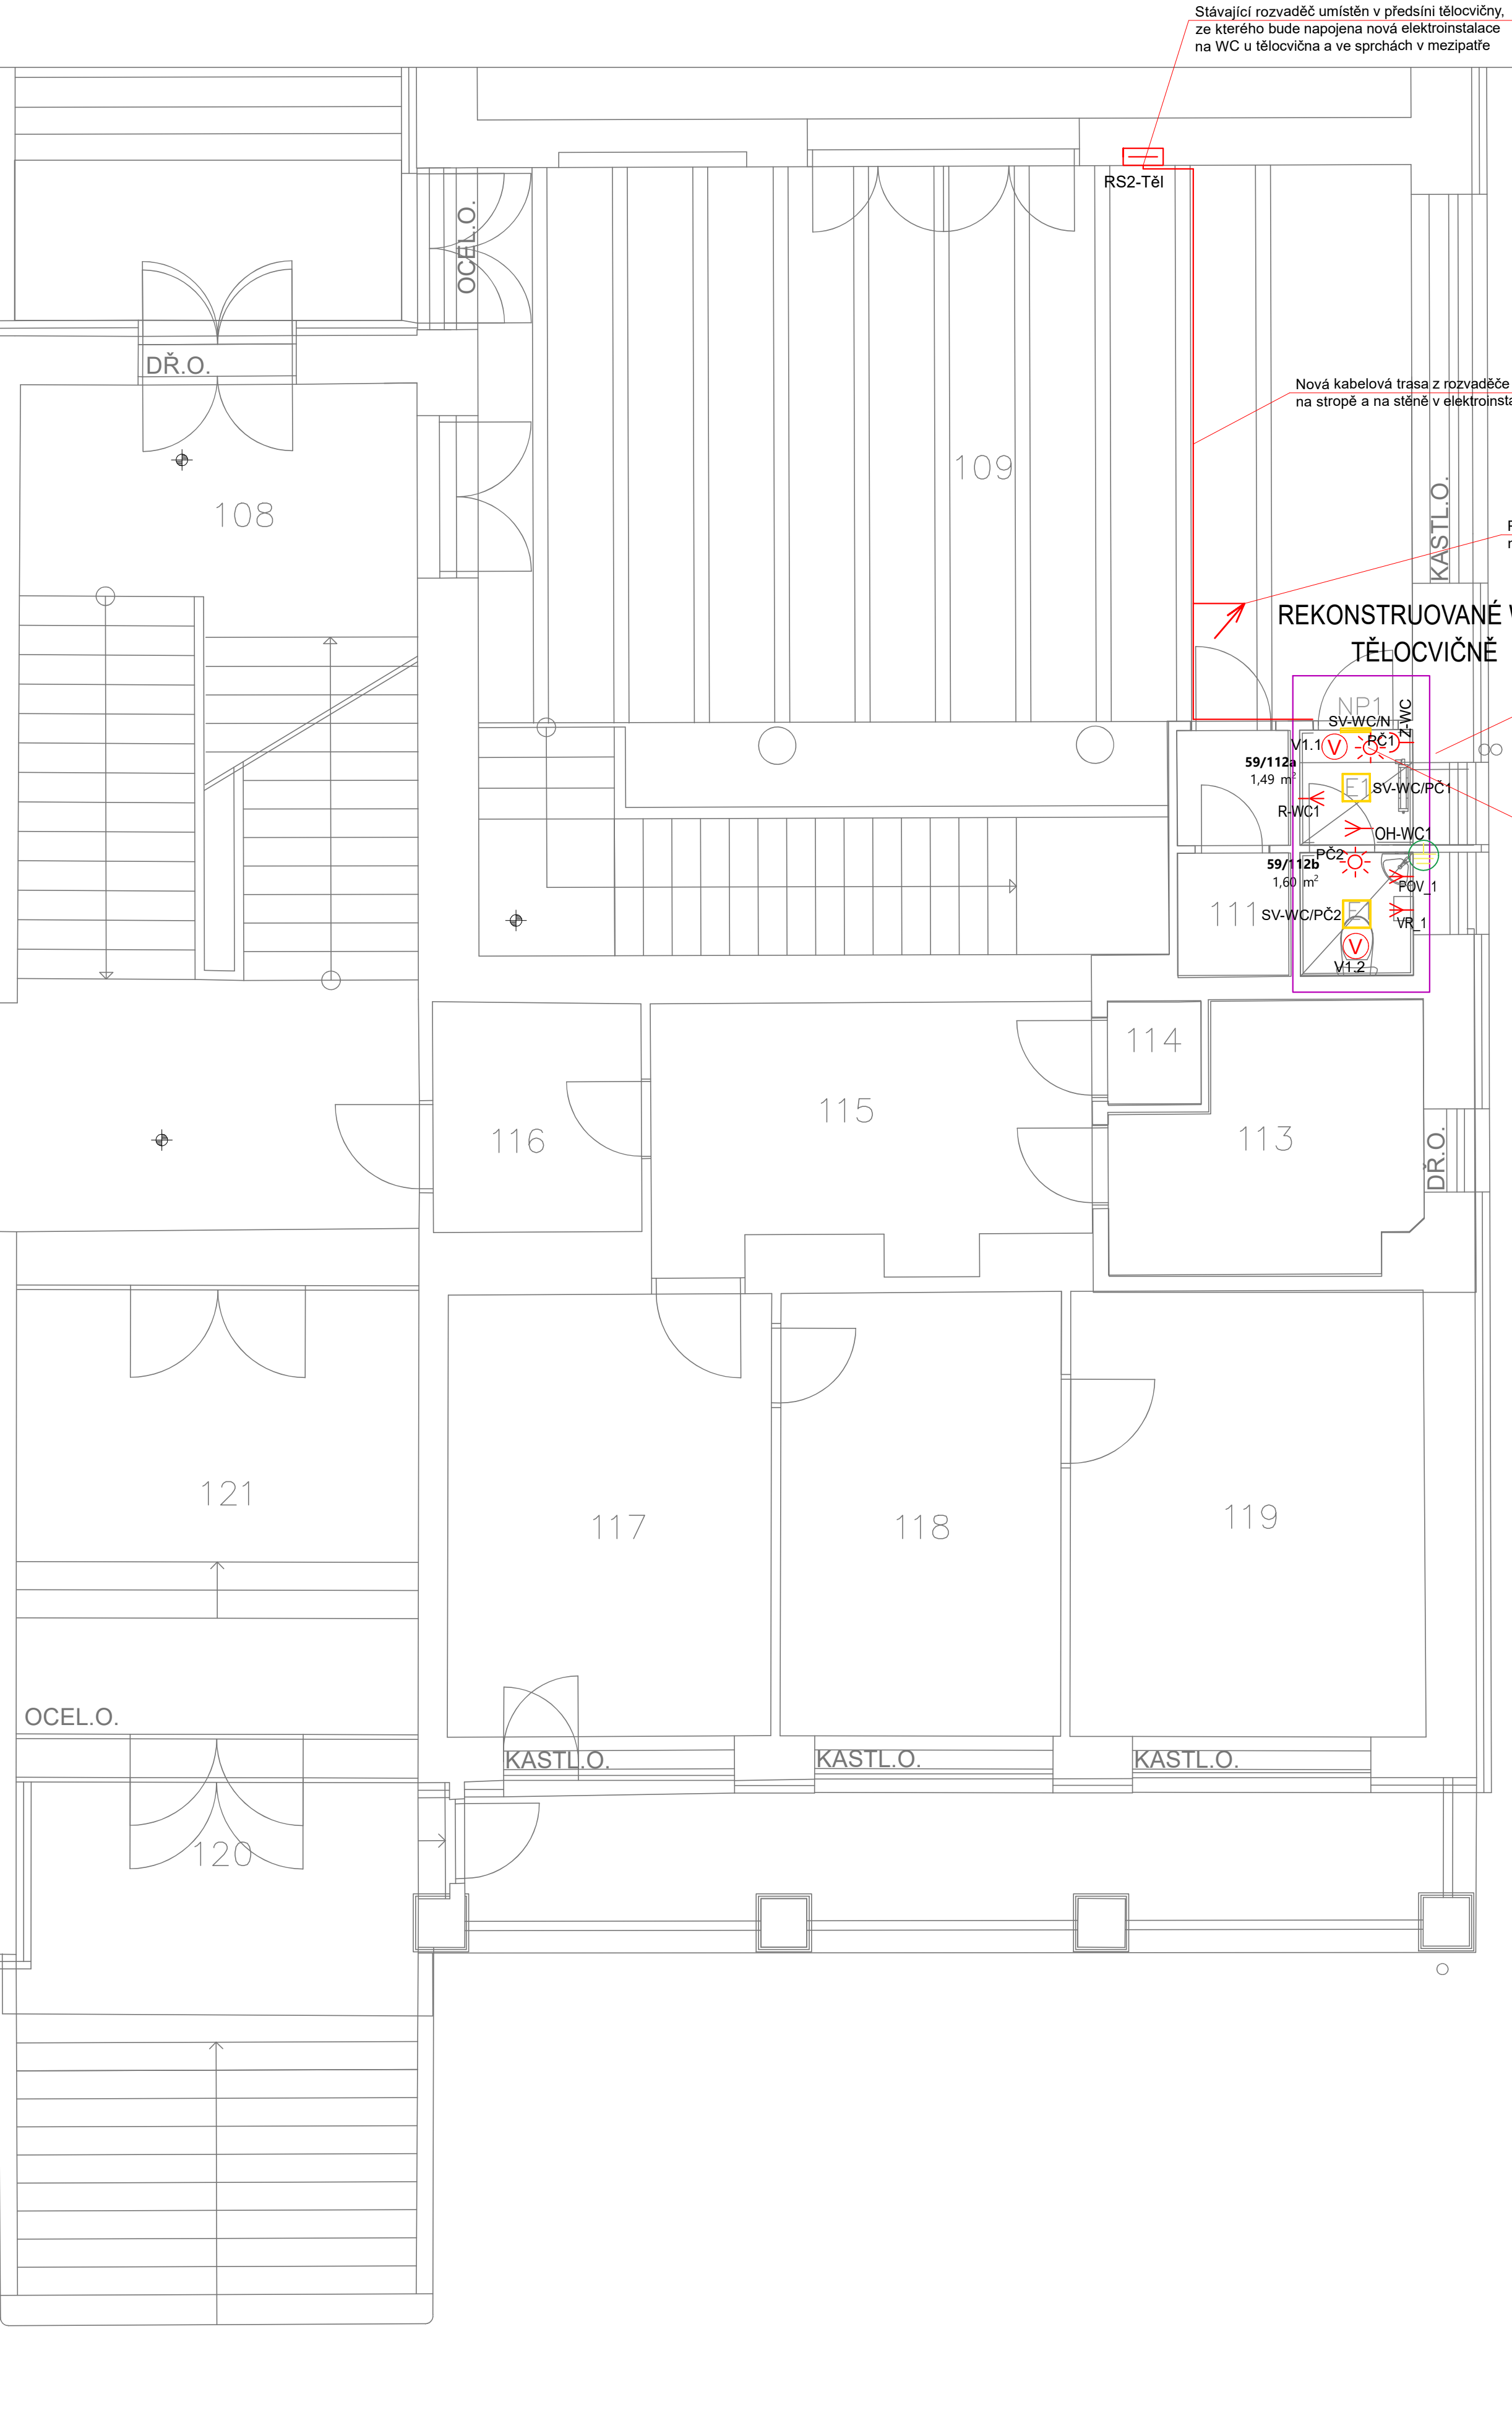 Stávající rozvaděč umístěn v předsíni tělocvičny,
ze kterého bude napojena nová elektroinstalace
na WC u tělocvična a ve sprchách v mezipatře
RS2-Těl
OCEL.O.
DŘ.O.
Nová kabelová trasa z rozvaděče
na stropě a na stěně v
109
108
KASTL.O.
REKONSTRUOVANÉ
TĚLOCVIČNĚ
NP1
Z-WC
SV-WC/N
V1.1
V
PČ1
59/112a
1,49 m²
E1
SV-WC/PČ1
R-WC1
OH-WC1
PČ2
59/112b
1,60 m²
POV_1
111
SV-WC/PČ2
E
VR_1
V
V1.2
114
115
116
113
DŘ.O.
121
117
118
119
OCEL.O.
KASTL.O.
KASTL.O.
KASTL.O.
120